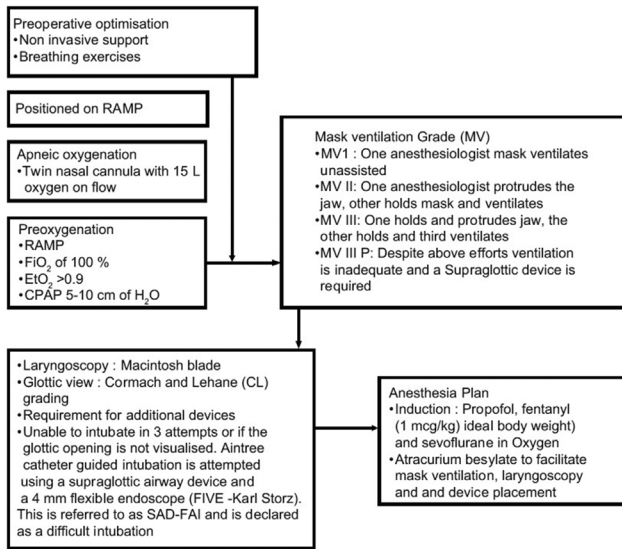 Preoperative optimisation
•Non invasive support
•Breathing exercises
Positioned on RAMP
Apneic oxygenation
•Twin nasal cannula with 15 L
oxygen on flow
Preoxygenation
•RAMP
•FiO₂ of 100 %
•EtO₂ >0.9
•CPAP 5-10 cm of H₂O
Mask ventilation Grade (MV)
•MV1 : One anesthesiologist mask ventilates
unassisted
•MV II: One anesthesiologist protrudes the
jaw, other holds mask and ventilates
•MV III: One holds and protrudes jaw, the
other holds and third ventilates
•MV III P: Despite above efforts ventilation
is inadequate and a Supraglottic device is
required
•Laryngoscopy : Macintosh blade
•Glottic view : Cormach and Lehane (CL)
grading
•Requirement for additional devices
•Unable to intubate in 3 attempts or if the
glottic opening is not visualised. Aintree
catheter guided intubation is attempted
using a supraglottic airway device and
a 4 mm flexible endoscope (FIVE -Karl Storz).
This is referred to as SAD-FAI and is declared
as a difficult intubation
Anesthesia Plan
•Induction : Propofol, fentanyl
(1 mcg/kg) ideal body weight)
and sevoflurane in Oxygen
•Atracurium besylate to facilitate
mask ventilation, laryngoscopy
and and device placement